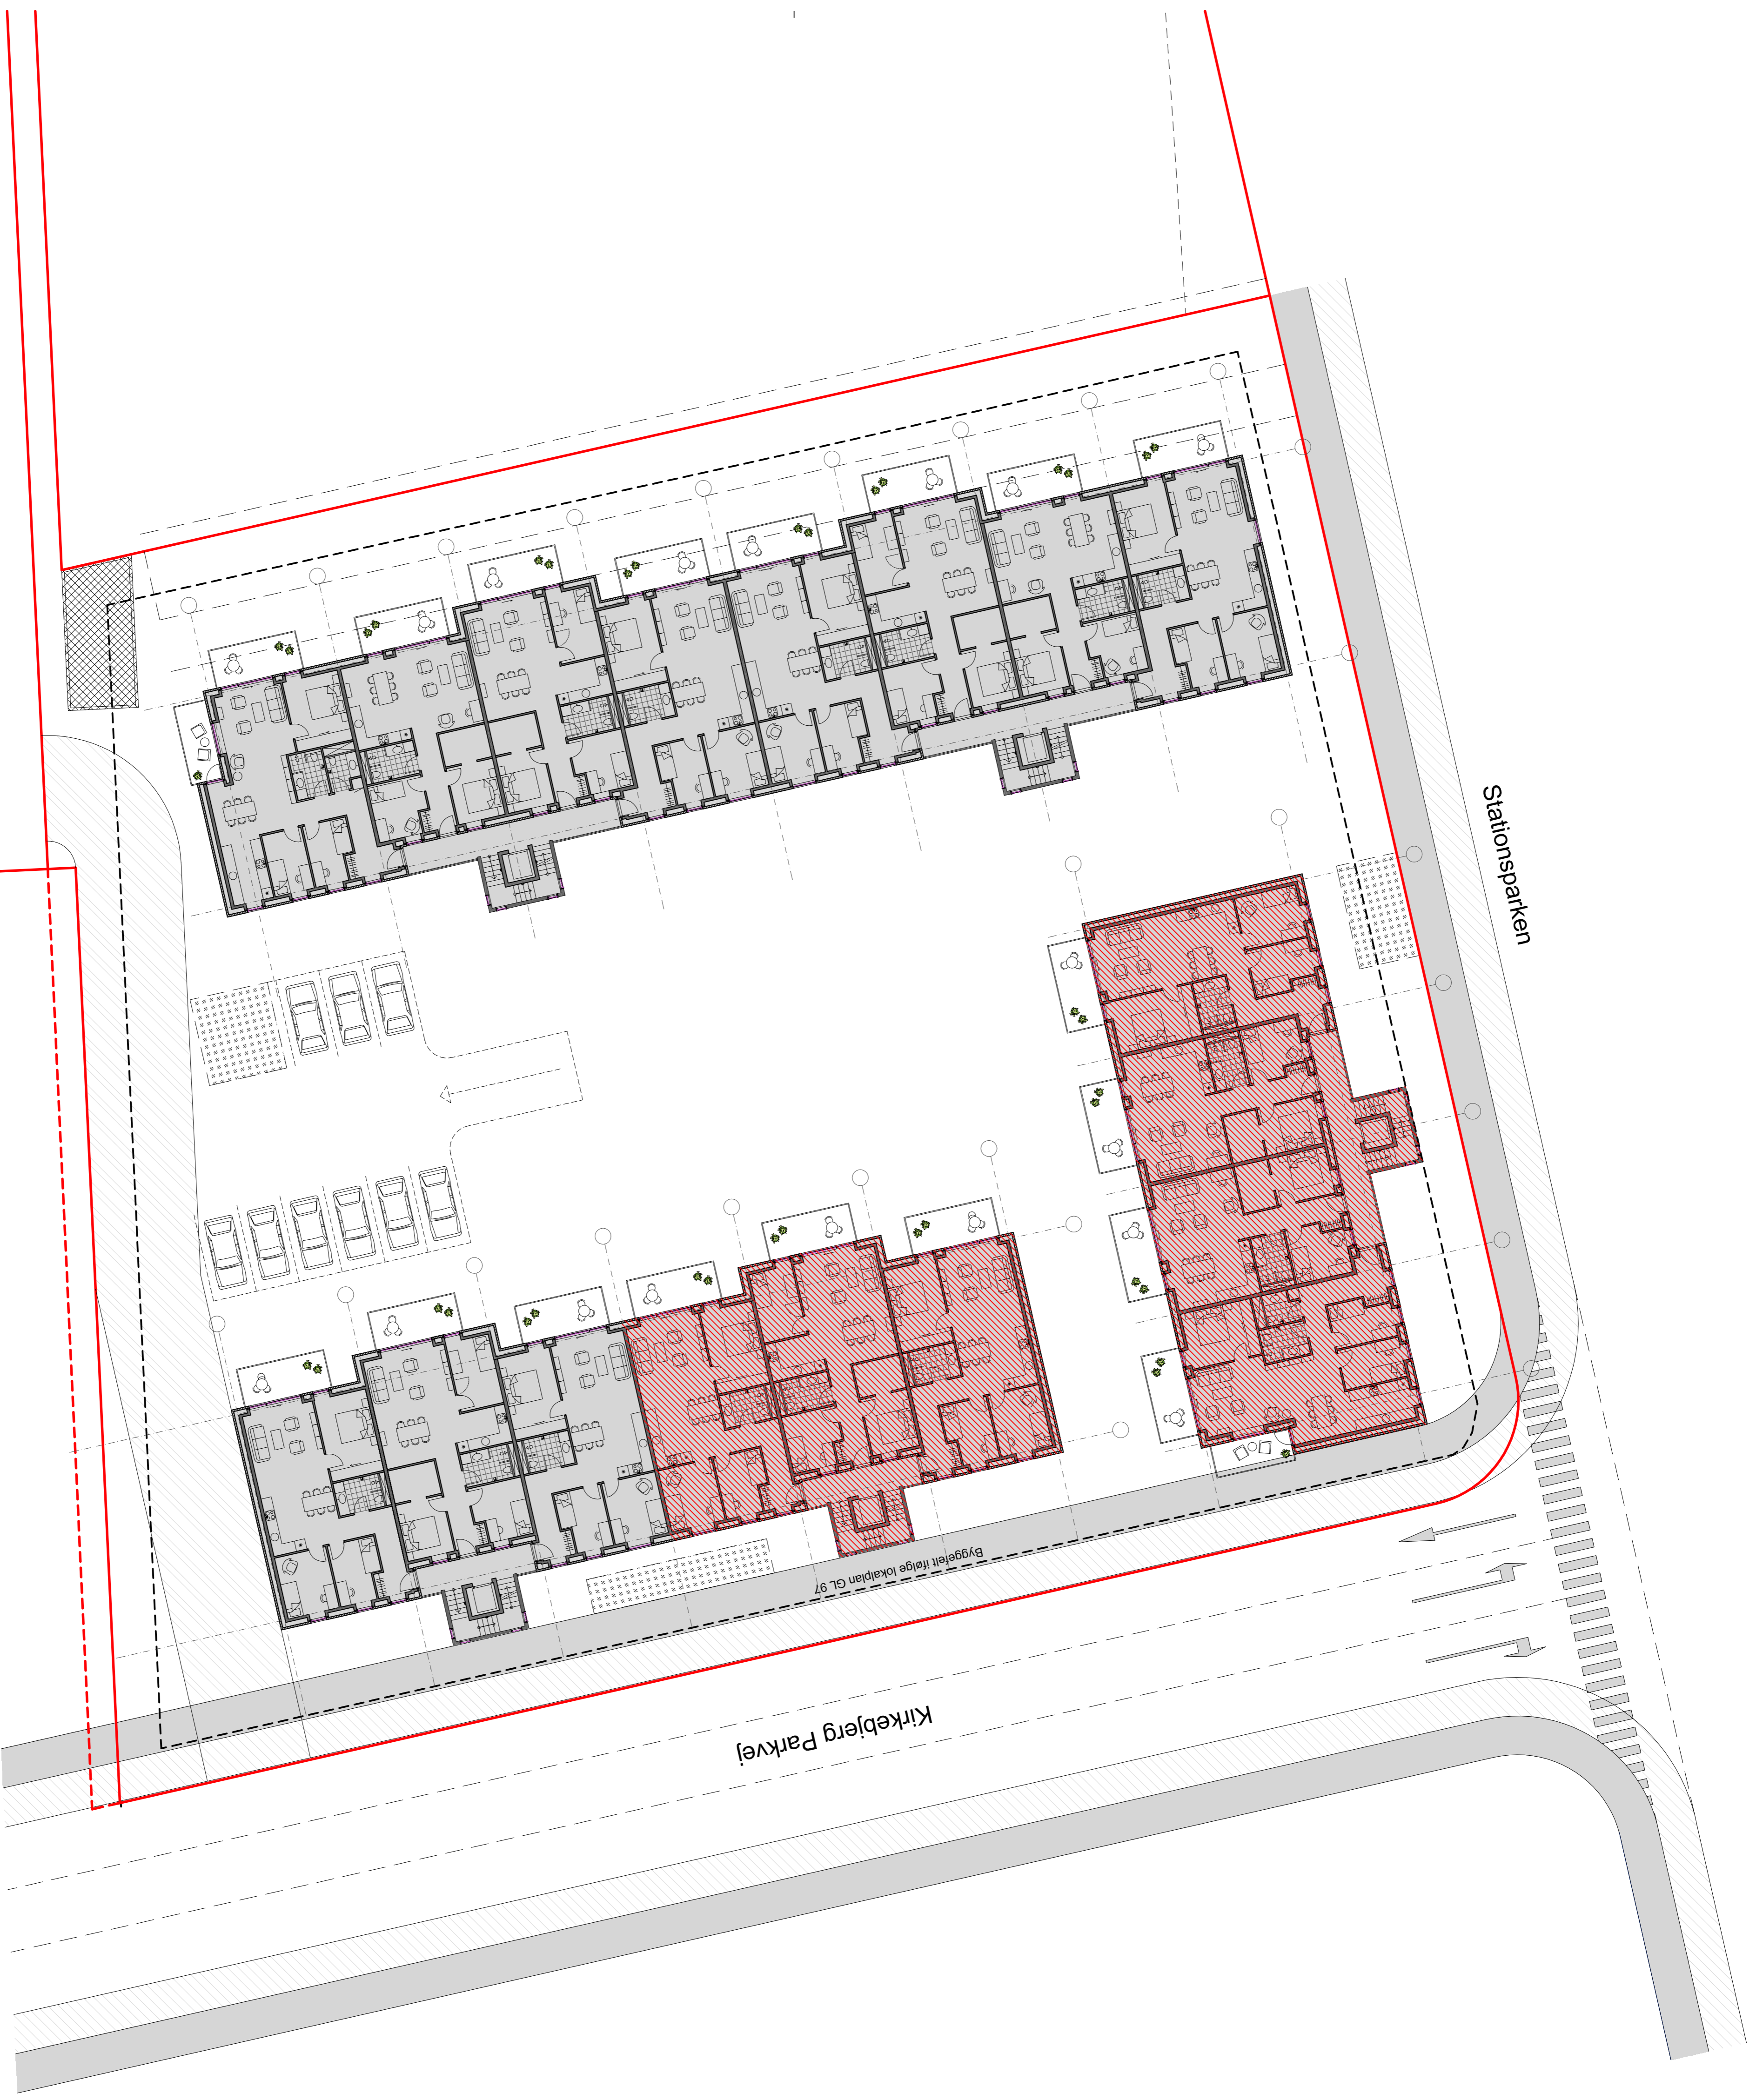 Stationsparken
Byggefelt ifølge lokalplan GL 97
Kirkebjerg Parkvej